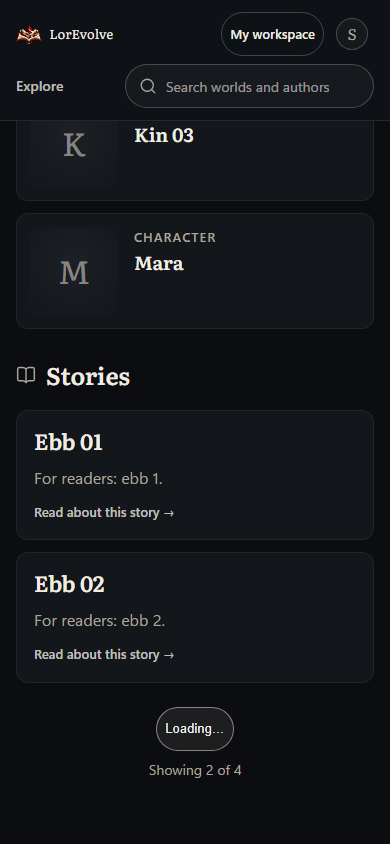 LorEvolve
My workspace
S
Explore
Search worlds and authors
K
Kin 03
M
CHARACTER
Mara
Stories
Ebb 01
For readers: ebb 1.
Read about this story →
Ebb 02
For readers: ebb 2.
Read about this story →
Loading…
Showing 2 of 4